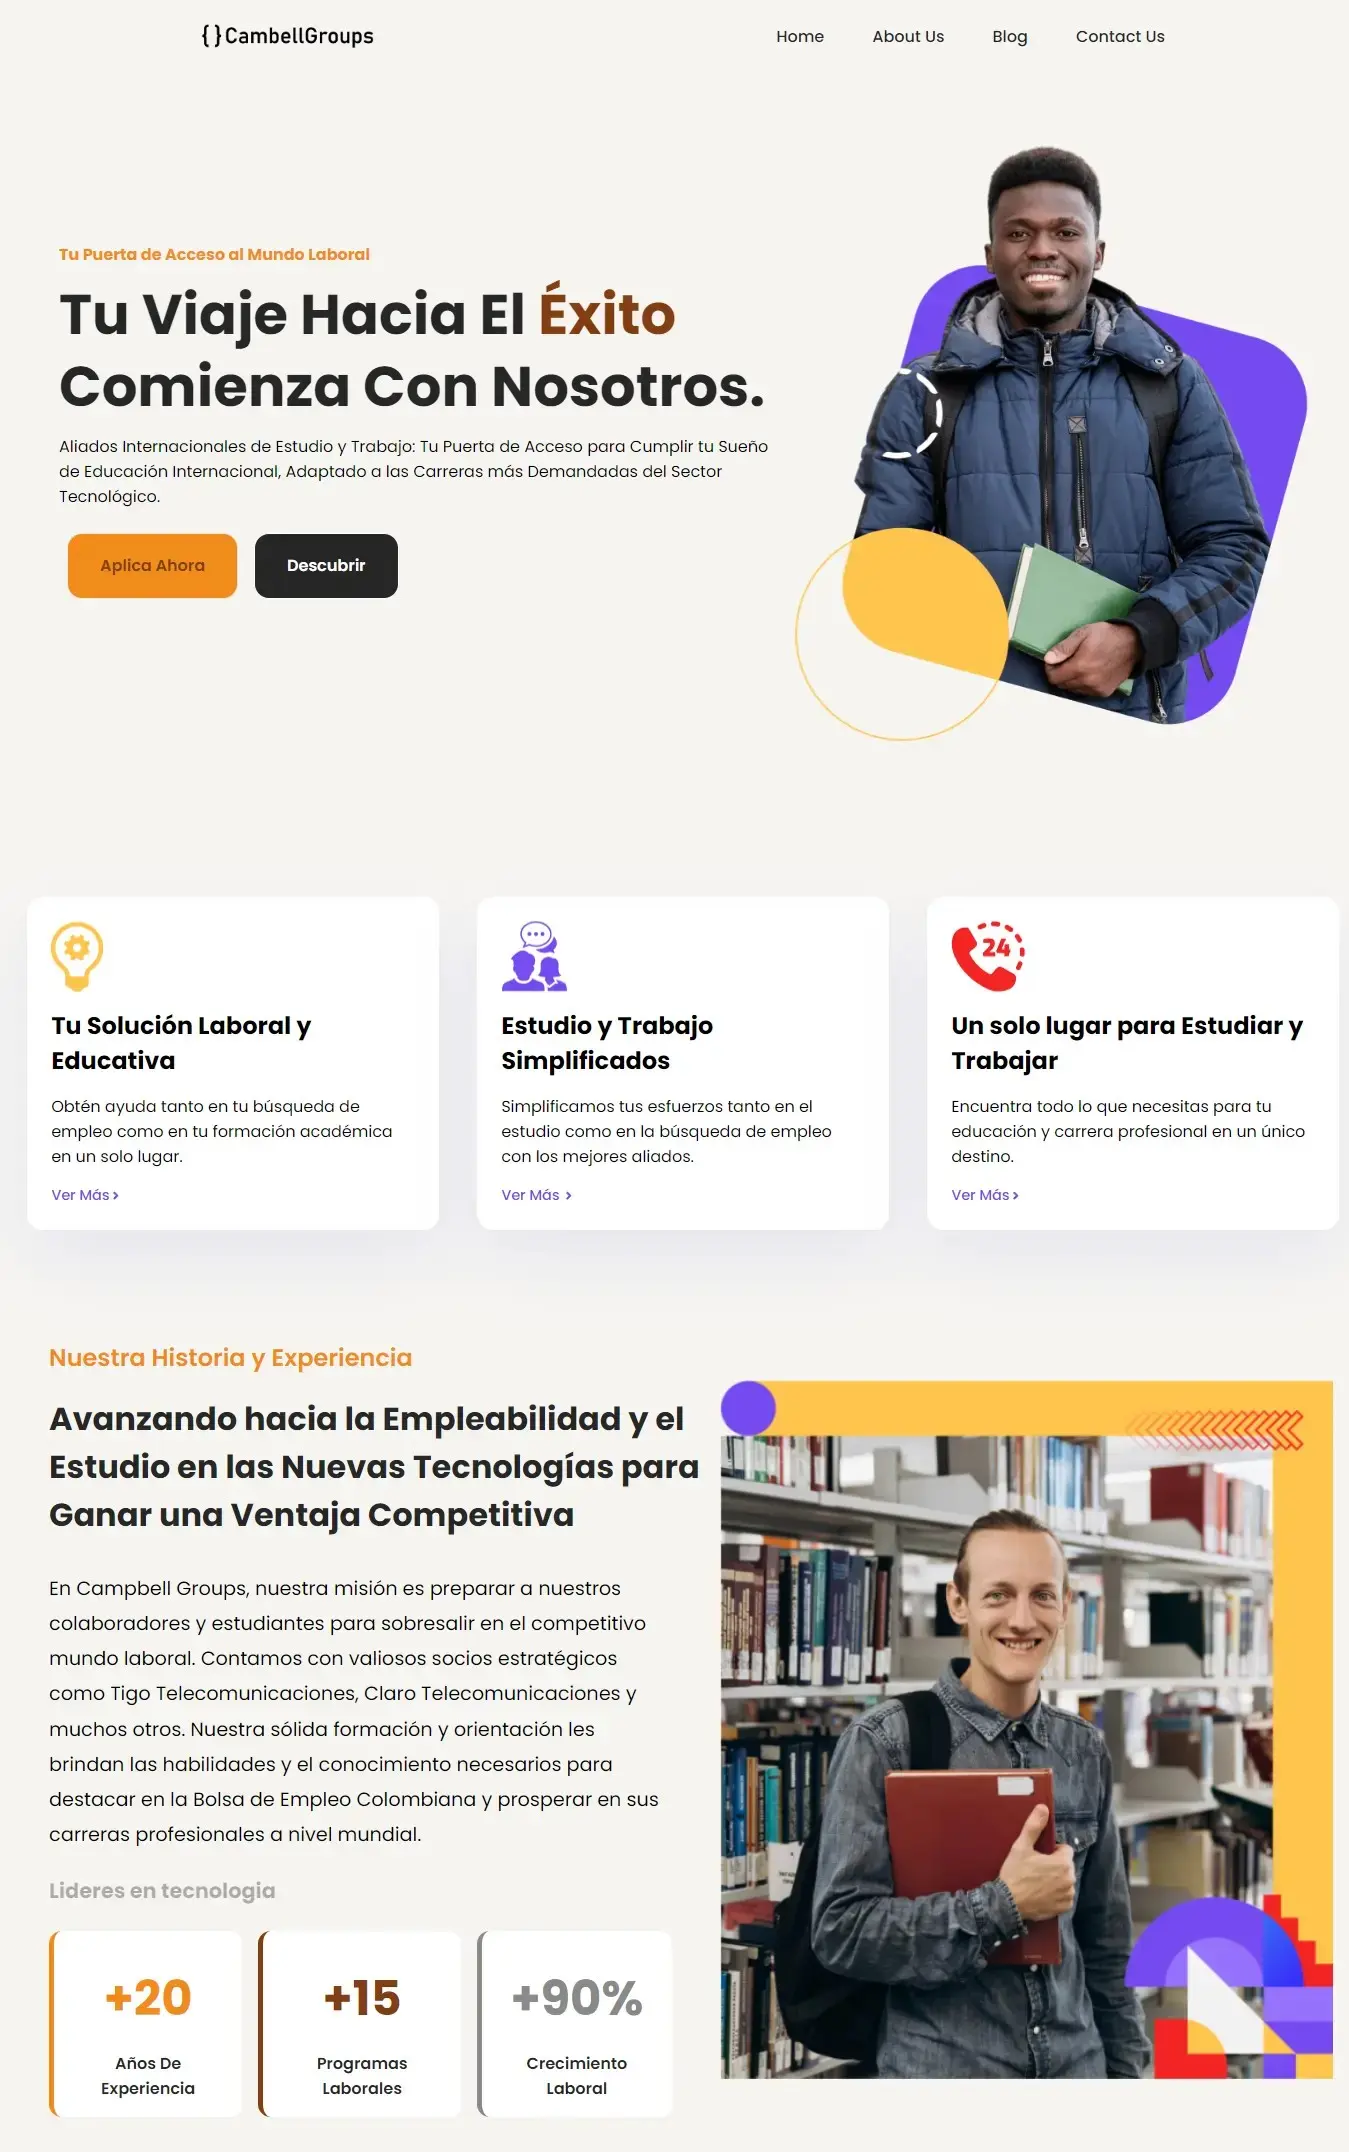 { } CambellGroups
Home
About Us
Blog
Contact Us
Tu Puerta de Acceso al Mundo Laboral
Tu Viaje Hacia El Éxito
Comienza Con Nosotros.
Aliados Internacionales de Estudio y Trabajo: Tu Puerta de Acceso para Cumplir tu Sueño
de Educación Internacional, Adaptado a las Carreras más Demandadas del Sector
Tecnológico.
Aplica Ahora
Descubrir
Tu Solución Laboral y
Educativa
Obtén ayuda tanto en tu búsqueda de
empleo como en tu formación académica
en un solo lugar.
Ver Más ›
Estudio y Trabajo
Simplificados
Simplificamos tus esfuerzos tanto en el
estudio como en la búsqueda de empleo
con los mejores aliados.
Ver Más ›
24
Un solo lugar para Estudiar y
Trabajar
Encuentra todo lo que necesitas para tu
educación y carrera profesional en un único
destino.
Ver Más ›
Nuestra Historia y Experiencia
Avanzando hacia la Empleabilidad y el
Estudio en las Nuevas Tecnologías para
Ganar una Ventaja Competitiva
En Campbell Groups, nuestra misión es preparar a nuestros
colaboradores y estudiantes para sobresalir en el competitivo
mundo laboral. Contamos con valiosos socios estratégicos
como Tigo Telecomunicaciones, Claro Telecomunicaciones y
muchos otros. Nuestra sólida formación y orientación les
brindan las habilidades y el conocimiento necesarios para
destacar en la Bolsa de Empleo Colombiana y prosperar en sus
carreras profesionales a nivel mundial.
Lideres en tecnologia
+20
Años De
Experiencia
+15
Programas
Laborales
+90%
Crecimiento
Laboral